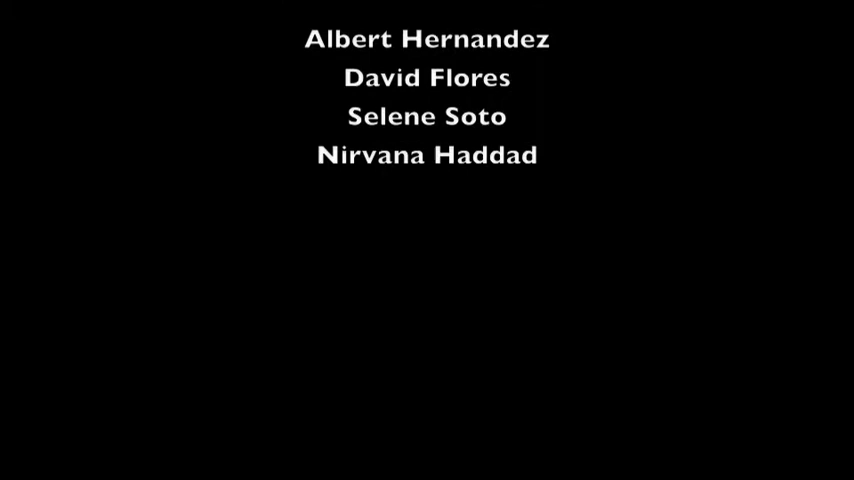 Albert Hernandez
David Flores
Selene Soto
Nirvana Haddad